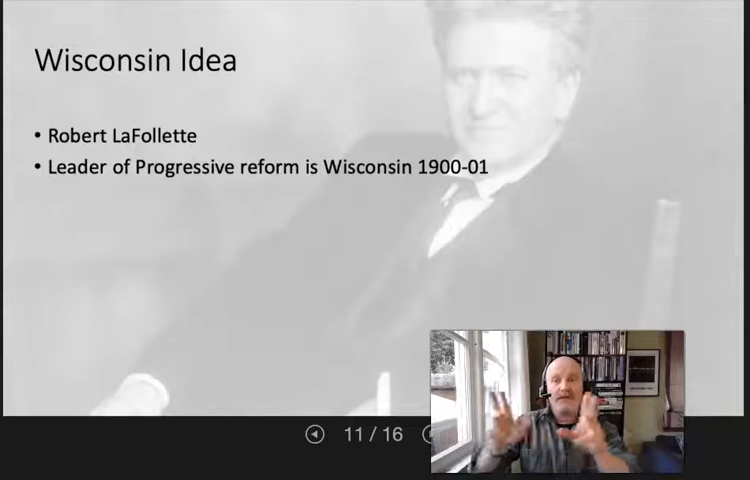 Wisconsin Idea
• Robert LaFollette
• Leader of Progressive reform is Wisconsin 1900-01
11 / 16